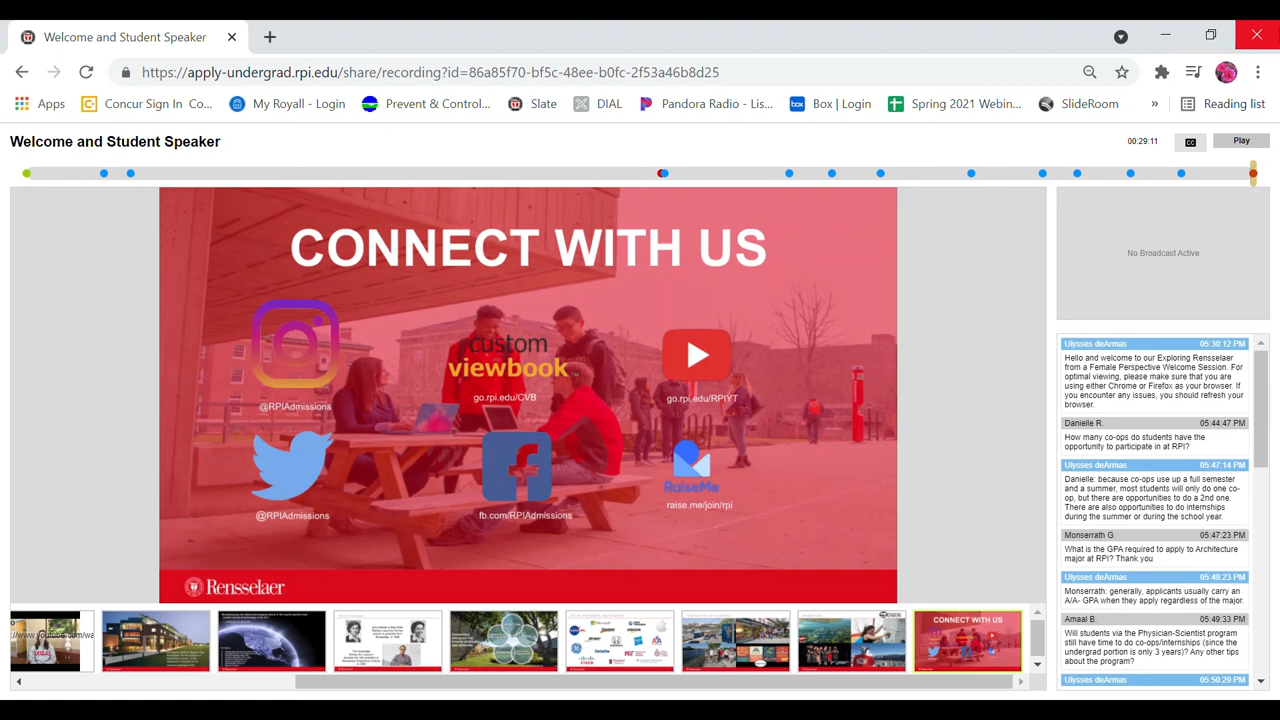 Welcome and Student Speaker
https://apply-undergrad.rpi.edu/share/recording?id=86a85f70-bf5c-48ee-b0fc-2f53a46b8d25
Apps Concur Sign In Co... My Royall - Login Prevent & Control... Slate DIAL Pandora Radio - Lis... Box | Login Spring 2021 Webin... SlideRoom » Reading list
Welcome and Student Speaker
00:29:11 CC Play
CONNECT WITH US
custom
viewbook
go.rpi.edu/CVB
go.rpi.edu/RPIYT
@RPIAdmissions
RaiseMe
@RPIAdmissions
fb.com/RPIAdmissions
raise.me/join/rpi
Rensselaer
No Broadcast Active
Ulysses deArmas 05:30:12 PM
Hello and welcome to our Exploring Rensselaer
from a Female Perspective Welcome Session. For
optimal viewing, please make sure that you are
using either Chrome or Firefox as your browser. If
you encounter any issues, you should refresh your
browser.
Danielle R. 05:44:47 PM
How many co-ops do students have the
opportunity to participate in at RPI?
Ulysses deArmas 05:47:14 PM
Danielle: because co-ops use up a full semester
and a summer, most students will only do one co-
op, but there are opportunities to do a 2nd one.
There are also opportunities to do internships
during the summer or during the school year.
Monserrath G. 05:47:23 PM
What is the GPA required to apply to Architecture
major at RPI? Thank you
Ulysses deArmas 05:49:23 PM
Monserrath: generally, applicants usually carry an
A/A- GPA when they apply regardless of the major.
Amaal B. 05:49:33 PM
Will students via the Physician-Scientist program
still have time to do co-ops/internships (since the
undergrad portion is only 3 years)? Any other tips
about the program?
Ulysses deArmas 05:50:29 PM
CONNECT WITH US